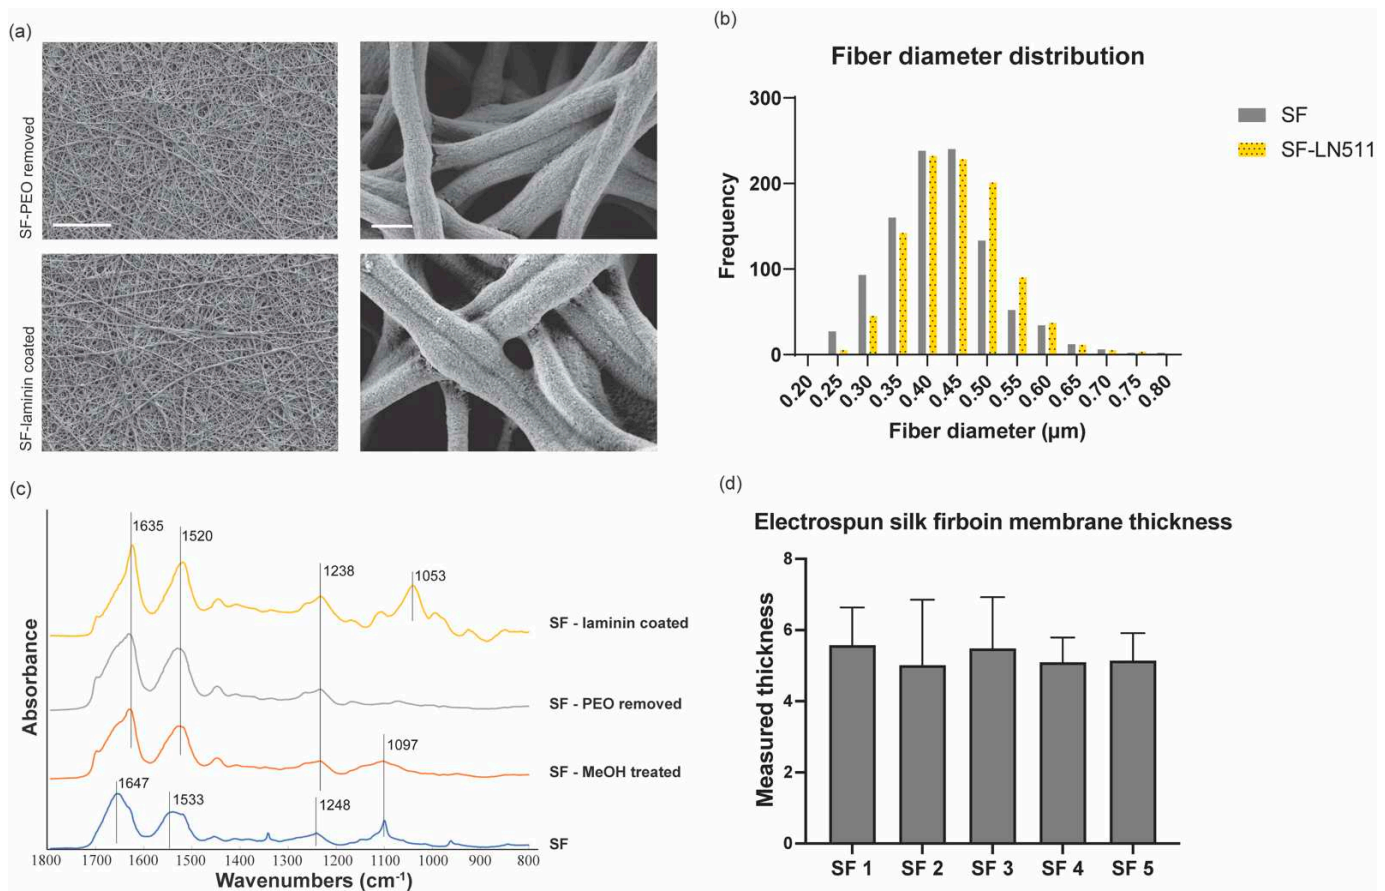 (a)
SF-PEO removed
SF-laminin coated
(b)
Fiber diameter distribution
Frequency
300
200
100
0
0.20
0.25
0.30
0.35
0.40
0.45
0.50
0.55
0.60
0.65
0.70
0.75
0.80
Fiber diameter (µm)
SF
SF-LN511
(c)
Absorbance
1635
1520
1238
1053
SF - laminin coated
SF - PEO removed
1097
SF - MeOH treated
1647
1533
1248
SF
1800 1700 1600 1500 1400 1300 1200 1100 1000 900 800
Wavenumbers (cm⁻¹)
(d)
Electrospun silk firboin membrane thickness
Measured thickness
8
6
4
2
0
SF 1 SF 2 SF 3 SF 4 SF 5